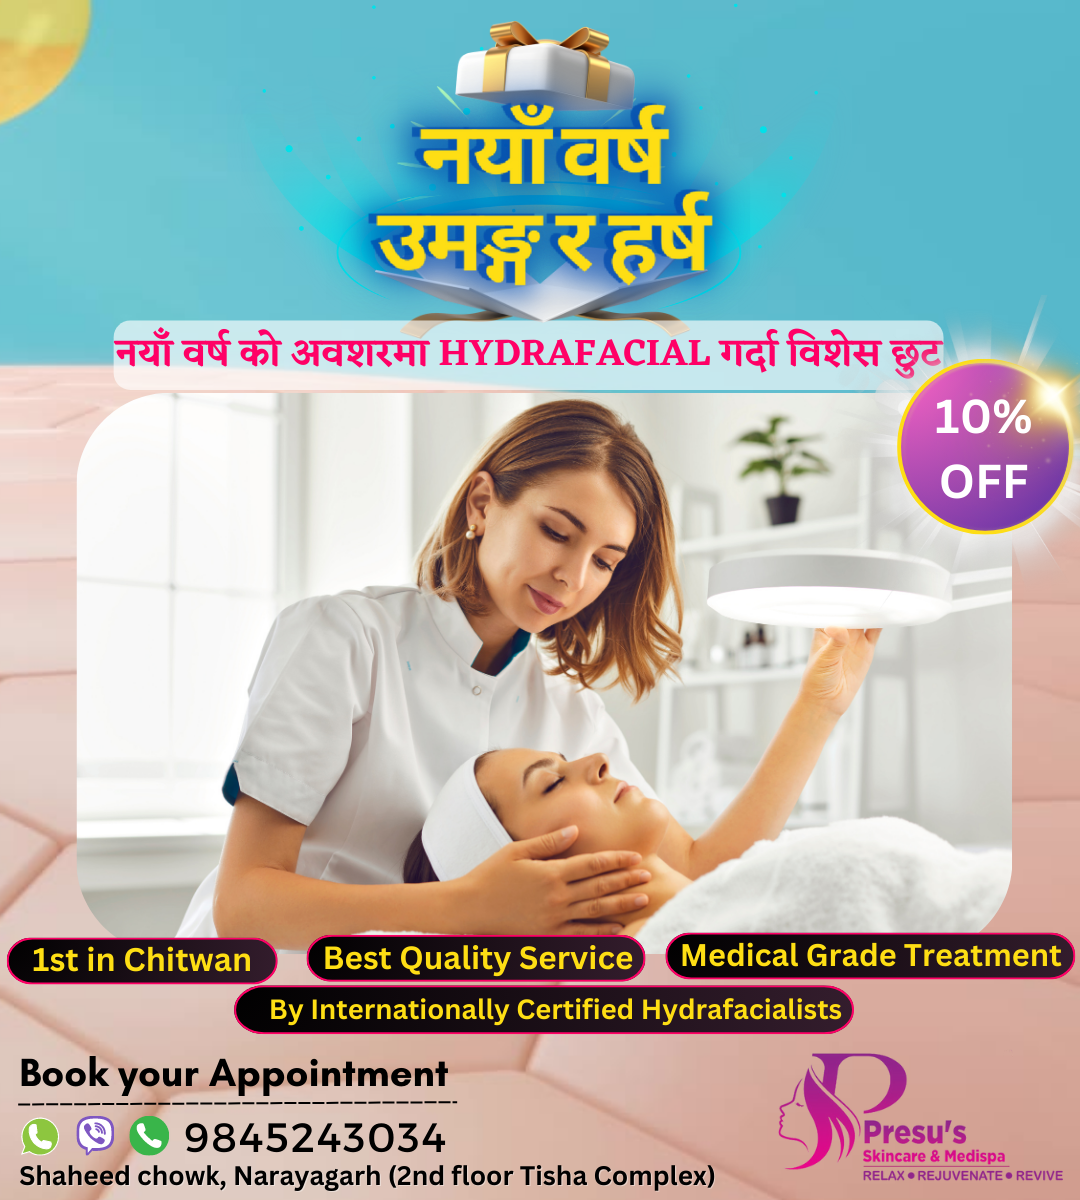 नयाँ वर्ष
उमङ्ग र हर्ष
नयाँ वर्ष को अवशरमा HYDRAFACIAL गर्दा विशेस छुट
10%
OFF
1st in Chitwan
Best Quality Service
Medical Grade Treatment
By Internationally Certified Hydrafacialists
Book your Appointment
9845243034
Shaheed chowk, Narayagarh (2nd floor Tisha Complex)
Presu's
Skincare & Medispa
RELAX • REJUVENATE • REVIVE